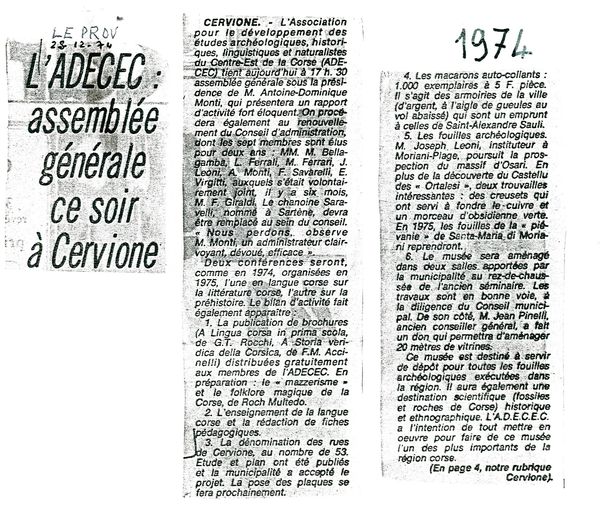 LE PROV
28-12-74
L'ADECEC :
assemblée
générale
ce soir
à Cervione
CERVIONE. - L'Association
pour le développement des
études archéologiques, histori-
ques, linguistiques et naturalistes
du Centre-Est de la Corse (ADE-
CEC) tient aujourd'hui à 17 h. 30
assemblée générale sous la prési-
dence de M. Antoine-Dominique
Monti, qui présentera un rapport
d'activité fort éloquent. On procé-
dera également au renouvelle-
ment du Conseil d'administration,
dont les sept membres sont élus
pour deux ans : MM. M. Bella-
gamba, L. Ferrali, M. Ferrari, J.
Leoni, A. Monti, F. Savarelli, E.
Virgitti, auxquels s'était volontai-
rement joint, il y a six mois,
M. F. Giraldi. Le chanoine Sara-
velli, nommé à Sartène, devra
être remplacé au sein du conseil.
« Nous perdons, observe
M. Monti, un administrateur clair-
voyant, dévoué, efficace ».
Deux conférences seront,
comme en 1974, organisées en
1975, l'une en langue corse sur
la littérature corse, l'autre sur la
préhistoire. Le bilan d'activité fait
également apparaître :
1. La publication de brochures
(A Lingua corsa in prima scola,
de G.T. Rocchi, A Storia veri-
dica della Corsica, de F.M. Acci-
nelli) distribuées gratuitement
aux membres de l'ADECEC. En
préparation : le « mazzerisme »
et le folklore magique de la
Corse, de Roch Multedo.
2. L'enseignement de la langue
corse et la rédaction de fiches
pédagogiques.
3. La dénomination des rues
de Cervione, au nombre de 53.
Etude et plan ont été publiés
et la municipalité a accepté le
projet. La pose des plaques se
fera prochainement.
1974
4. Les macarons auto-collants :
1.000 exemplaires à 5 F. pièce.
Il s'agit des armoiries de la ville
(d'argent, à l'aigle de gueules au
vol abaissé) qui sont un emprunt
à celles de Saint-Alexandre Sauli.
5. Les fouilles archéologiques.
M. Joseph Leoni, instituteur à
Moriani-Plage, poursuit la pros-
pection du massif d'Osari. En
plus de la découverte du Castellu
des « Ortalesi », deux trouvailles
intéressantes : des creusets qui
ont servi à fondre le cuivre et
un morceau d'obsidienne verte.
En 1975, les fouilles de la « piè-
vanie » de Santa-Maria di Moria-
ni reprendront.
6. Le musée sera aménagé
dans deux salles apportées par
la municipalité au rez-de-chaus-
sée de l'ancien séminaire. Les
travaux sont en bonne voie, à
la diligence du Conseil munici-
pal. De son côté, M. Jean Pinelli,
ancien conseiller général, a fait
un don qui permettra d'aménager
20 mètres de vitrines.
Ce musée est destiné à servir
de dépôt pour toutes les fouilles
archéologiques exécutées dans
la région. Il aura également une
destination scientifique (fossiles
et roches de Corse) historique
et ethnographique. L'A.D.E.C.E.C.
a l'intention de tout mettre en
oeuvre pour faire de ce musée
l'un des plus importants de la
région corse.
(En page 4, notre rubrique
Cervione).